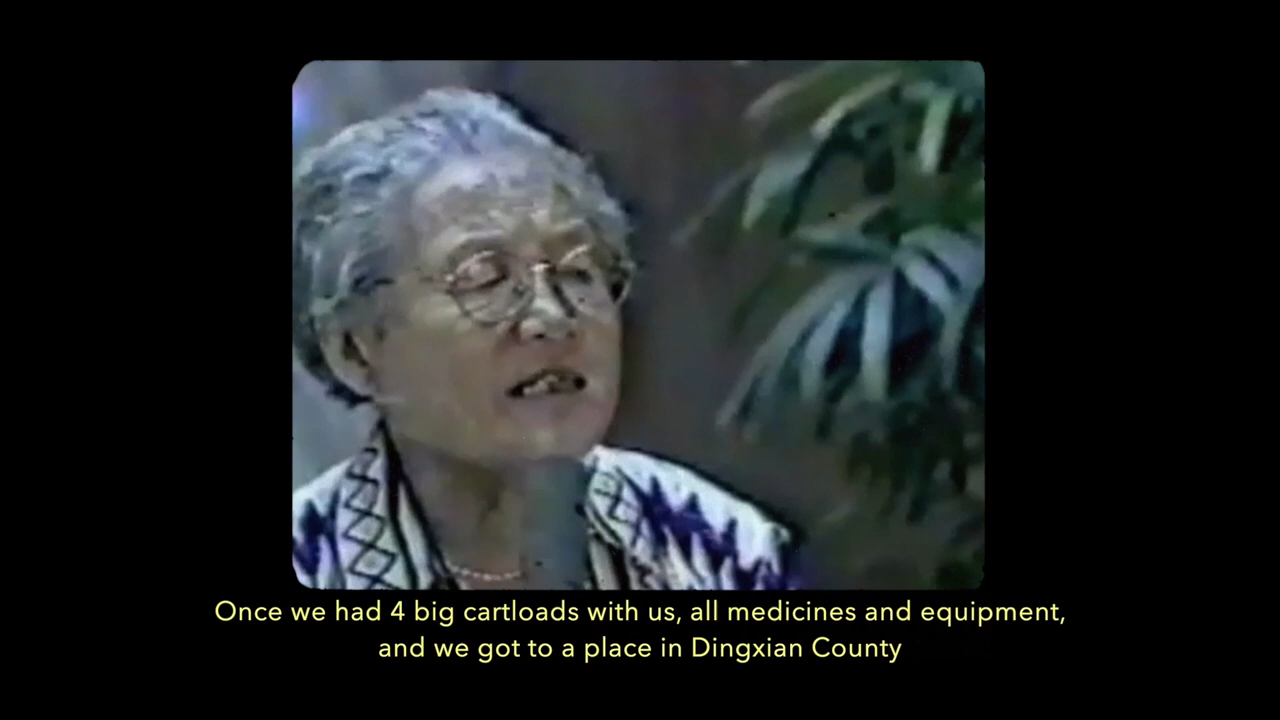 Once we had 4 big cartloads with us, all medicines and equipment,
and we got to a place in Dingxian County